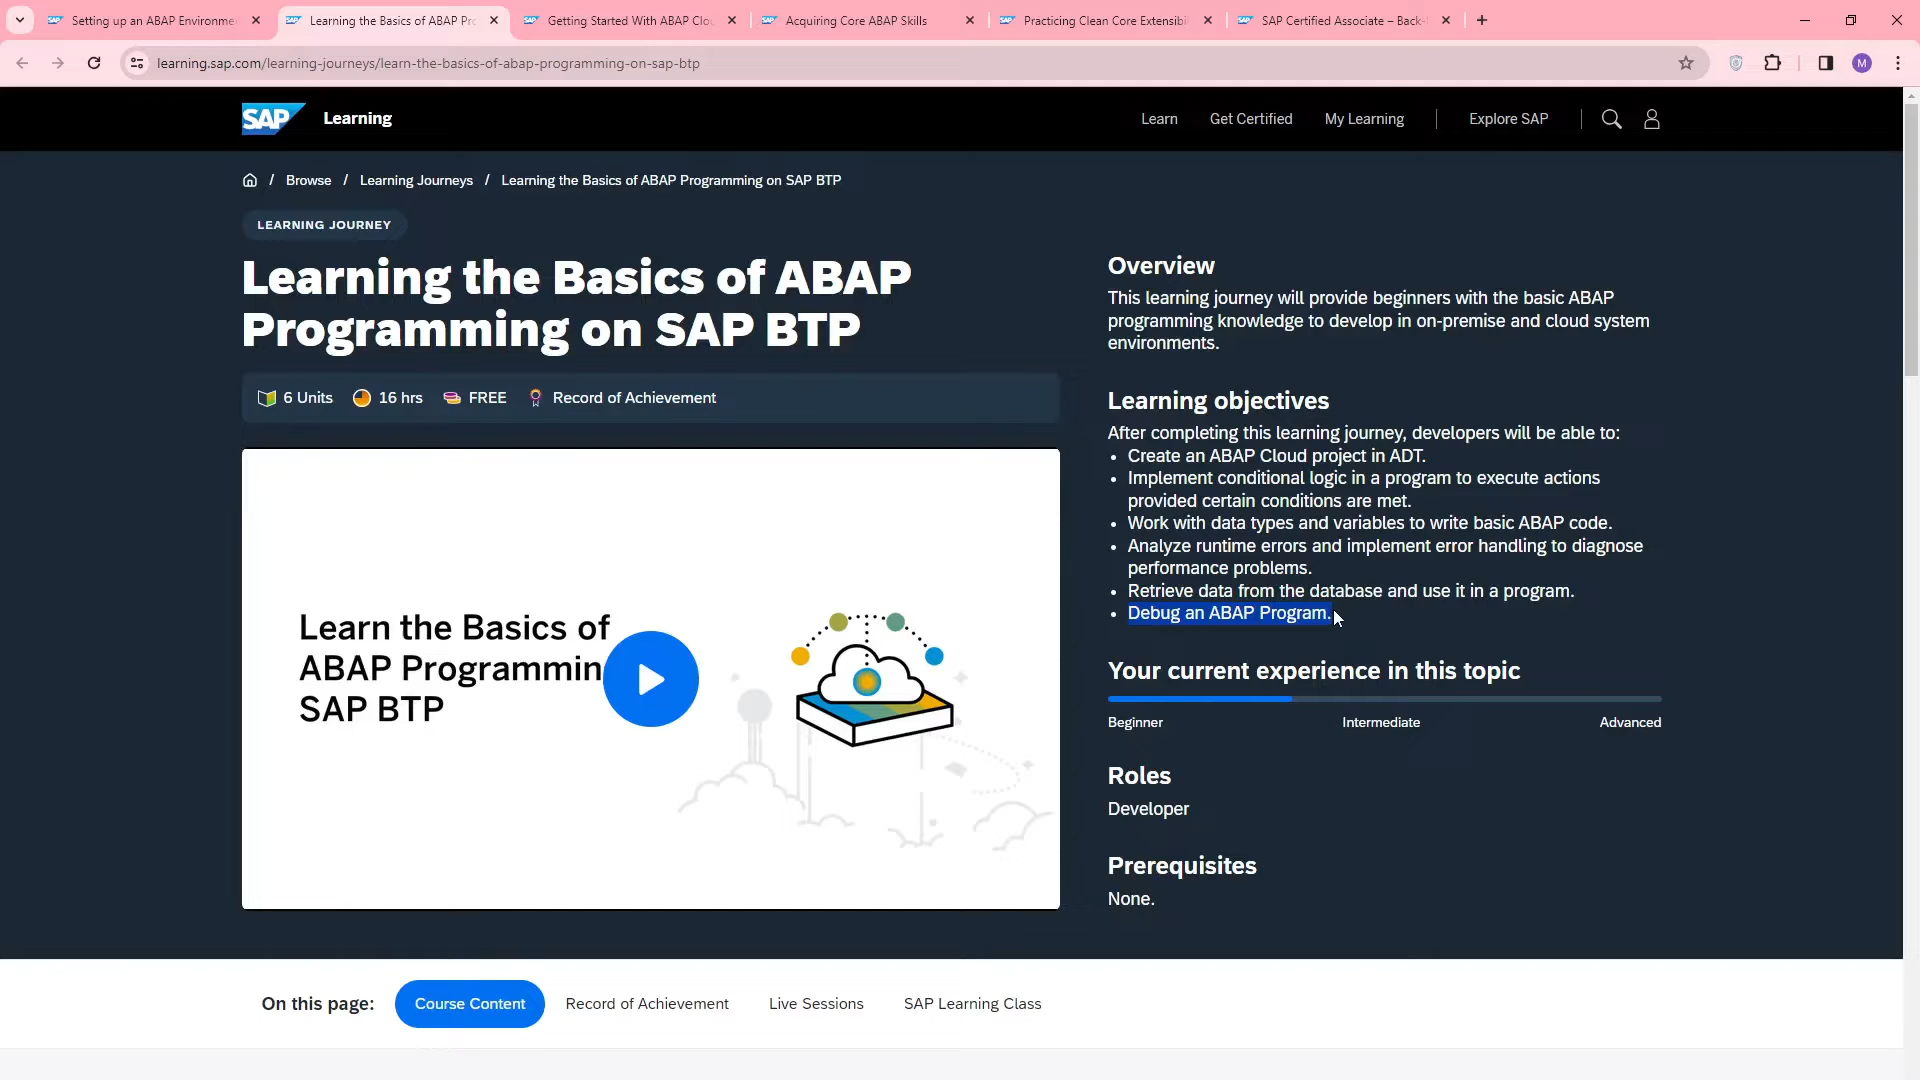 Setting up an ABAP Environme
Learning the Basics of ABAP Pro
Getting Started With ABAP Clou
Acquiring Core ABAP Skills
Practicing Clean Core Extensibil
SAP Certified Associate – Back-
learning.sap.com/learning-journeys/learn-the-basics-of-abap-programming-on-sap-btp
M
SAP Learning
Learn
Get Certified
My Learning
Explore SAP
/ Browse / Learning Journeys / Learning the Basics of ABAP Programming on SAP BTP
LEARNING JOURNEY
Learning the Basics of ABAP
Programming on SAP BTP
6 Units
16 hrs
FREE
Record of Achievement
Learn the Basics of
ABAP Programmin
SAP BTP
Overview
This learning journey will provide beginners with the basic ABAP
programming knowledge to develop in on-premise and cloud system
environments.
Learning objectives
After completing this learning journey, developers will be able to:
• Create an ABAP Cloud project in ADT.
• Implement conditional logic in a program to execute actions
provided certain conditions are met.
• Work with data types and variables to write basic ABAP code.
• Analyze runtime errors and implement error handling to diagnose
performance problems.
• Retrieve data from the database and use it in a program.
• Debug an ABAP Program.
Your current experience in this topic
Beginner
Intermediate
Advanced
Roles
Developer
Prerequisites
None.
On this page:
Course Content
Record of Achievement
Live Sessions
SAP Learning Class